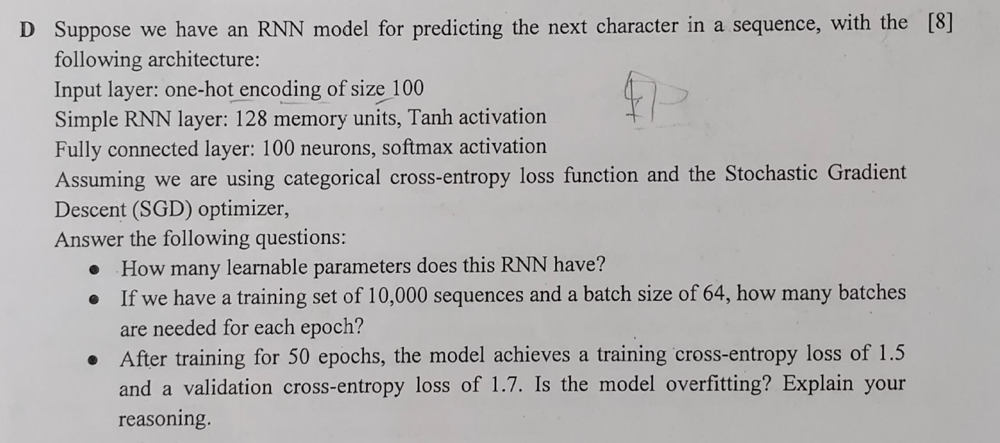 D Suppose we have an RNN model for predicting the next character in a sequence, with the [8]
following architecture:
Input layer: one-hot encoding of size 100
Simple RNN layer: 128 memory units, Tanh activation
Fully connected layer: 100 neurons, softmax activation
Assuming we are using categorical cross-entropy loss function and the Stochastic Gradient
Descent (SGD) optimizer,
Answer the following questions:
● How many learnable parameters does this RNN have?
● If we have a training set of 10,000 sequences and a batch size of 64, how many batches
are needed for each epoch?
● After training for 50 epochs, the model achieves a training cross-entropy loss of 1.5
and a validation cross-entropy loss of 1.7. Is the model overfitting? Explain your
reasoning.